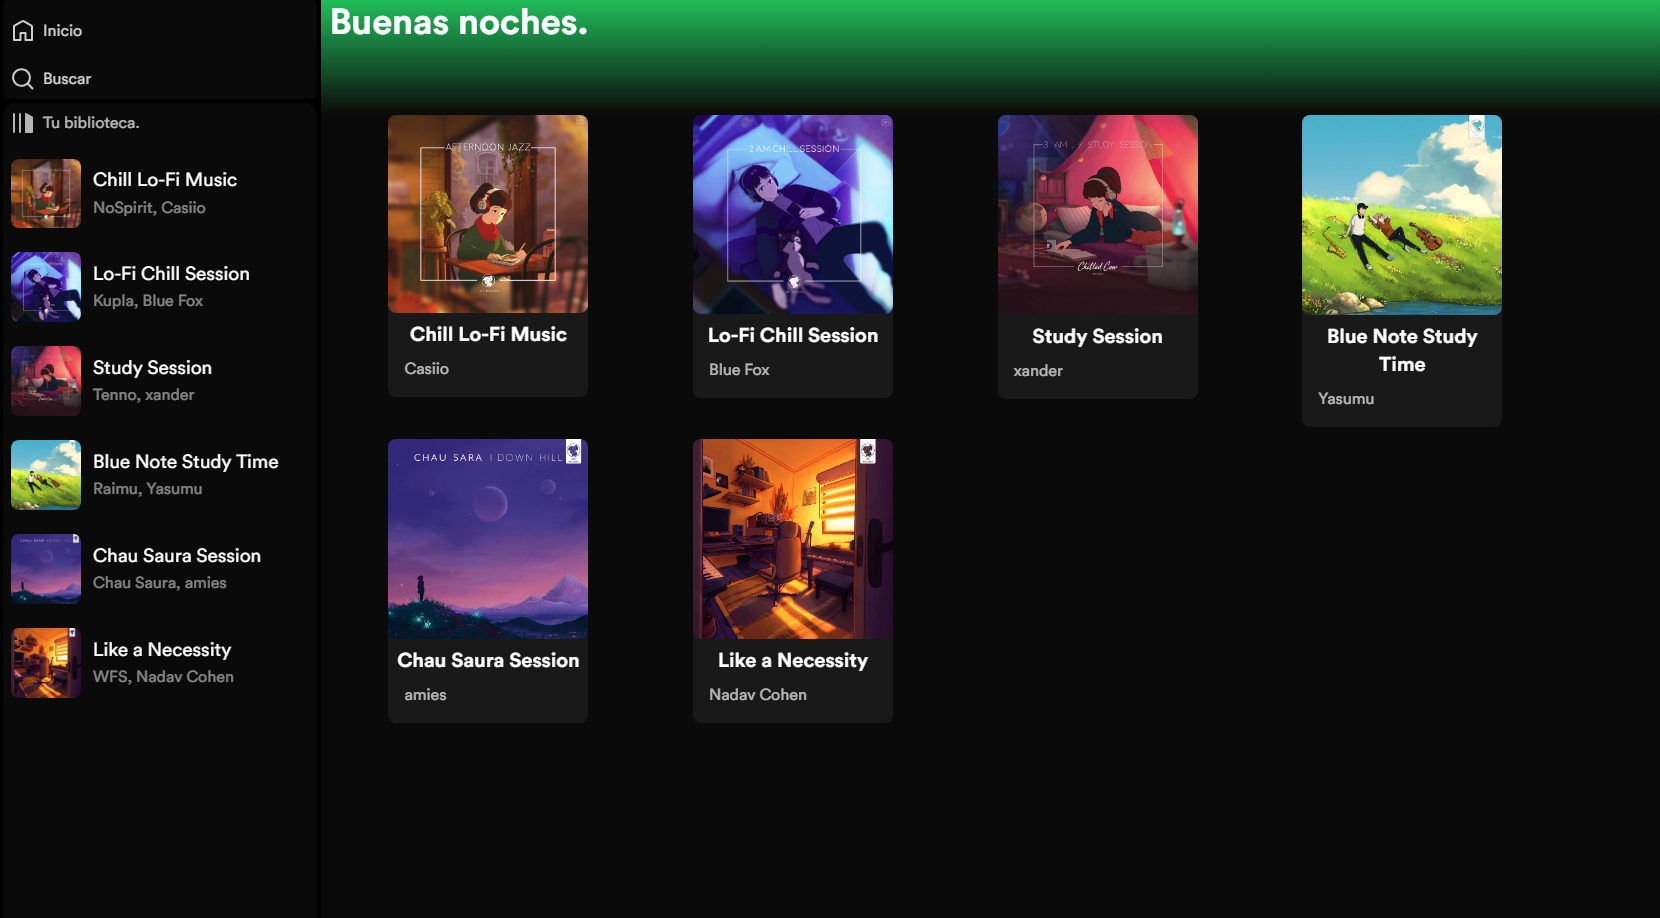 Inicio
Buscar
Tu biblioteca.
Chill Lo-Fi Music
NoSpirit, Casiio
Lo-Fi Chill Session
Kupla, Blue Fox
Study Session
Tenno, xander
Blue Note Study Time
Raimu, Yasumu
Chau Saura Session
Chau Saura, amies
Like a Necessity
WFS, Nadav Cohen
Buenas noches.
AFTERNOON JAZZ
Chill Lo-Fi Music
Casiio
2 AM CHILL SESSION
Lo-Fi Chill Session
Blue Fox
3 AM
STUDY SESSION
Chilled Cow
Study Session
xander
Blue Note Study
Time
Yasumu
CHAU SARA | DOWN HILL
Chau Saura Session
amies
Like a Necessity
Nadav Cohen